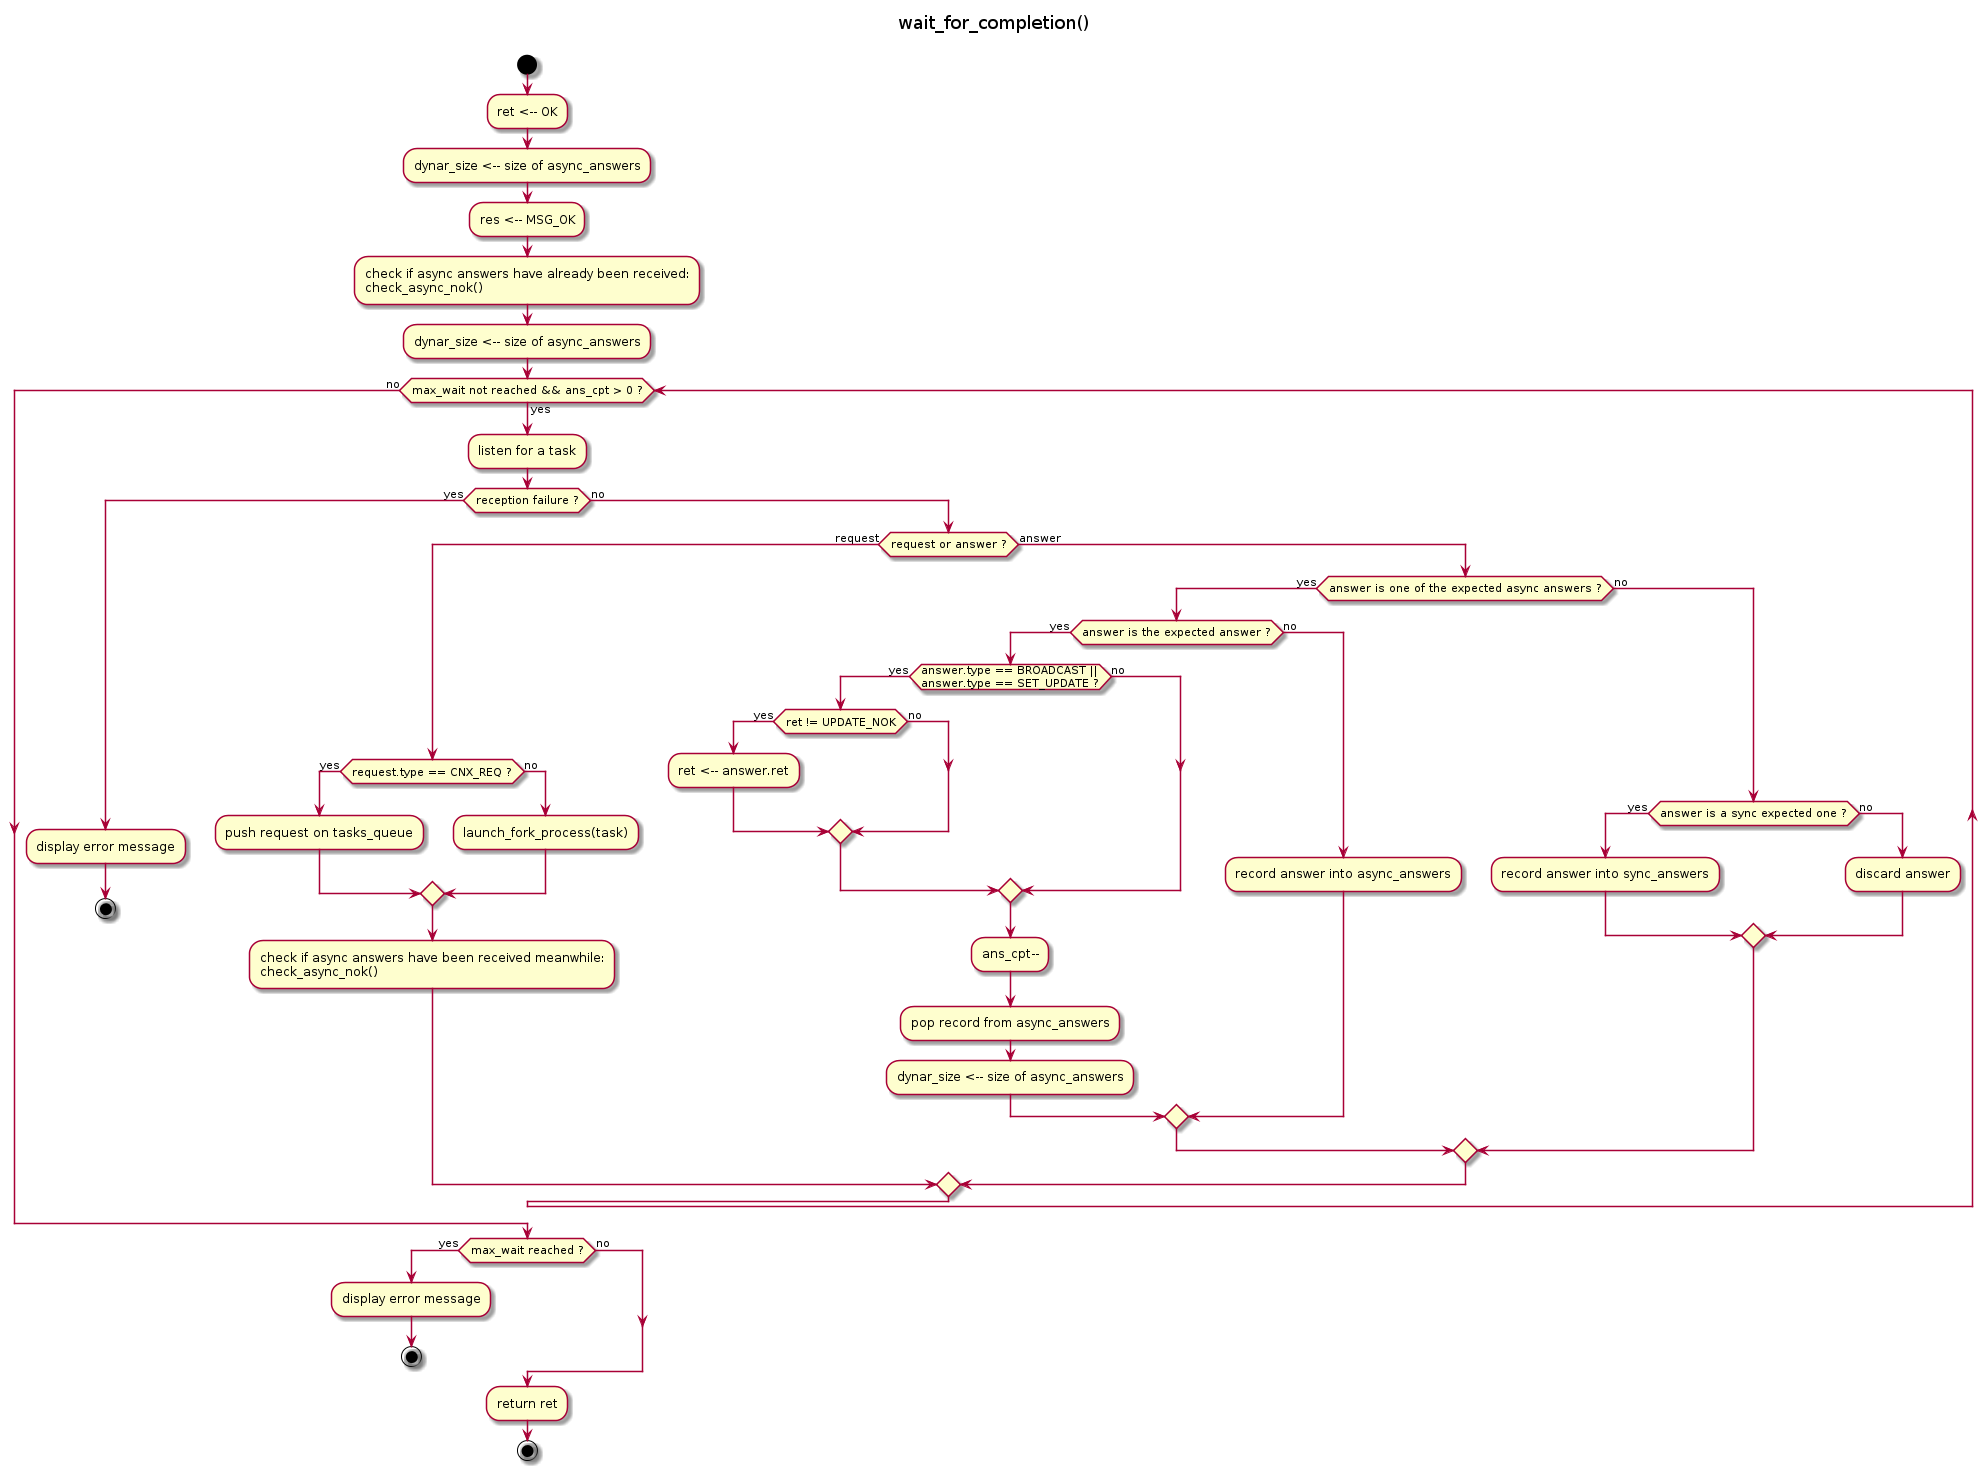 wait_for_completion()
ret <-- OK
dynar_size <-- size of async_answers
res <-- MSG_OK
check if async answers have already been received:
check_async_nok()
dynar_size <-- size of async_answers
no
max_wait not reached && ans_cpt > 0 ?
yes
listen for a task
yes
reception failure ?
no
request
request or answer ?
answer
yes
answer is one of the expected async answers ?
no
yes
answer is the expected answer ?
no
yes
answer.type == BROADCAST ||
answer.type == SET_UPDATE ?
no
yes
ret != UPDATE_NOK
no
ret <-- answer.ret
yes
request.type == CNX_REQ ?
no
push request on tasks_queue
launch_fork_process(task)
display error message
yes
answer is a sync expected one ?
no
record answer into async_answers
record answer into sync_answers
discard answer
check if async answers have been received meanwhile:
check_async_nok()
ans_cpt--
pop record from async_answers
dynar_size <-- size of async_answers
yes
max_wait reached ?
no
display error message
return ret